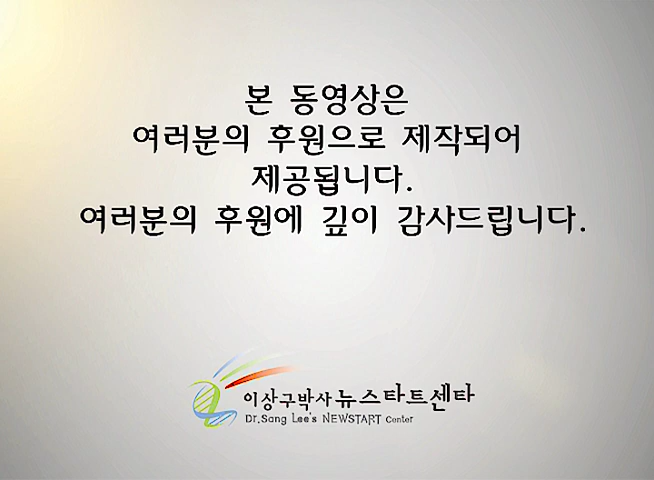 본 동영상은
여러분의 후원으로 제작되어
제공됩니다.
여러분의 후원에 깊이 감사드립니다.
이상구박사 뉴스타트센타
Dr.Sang Lee's NEWSTART Center